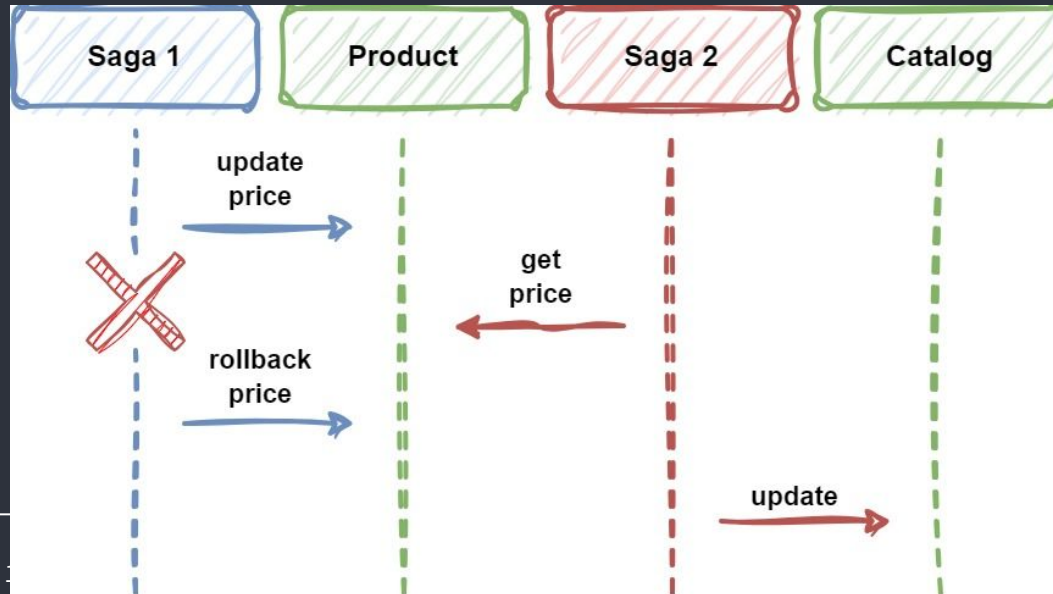 Saga 1
Product
Saga 2
Catalog
update
price
get
price
rollback
price
update